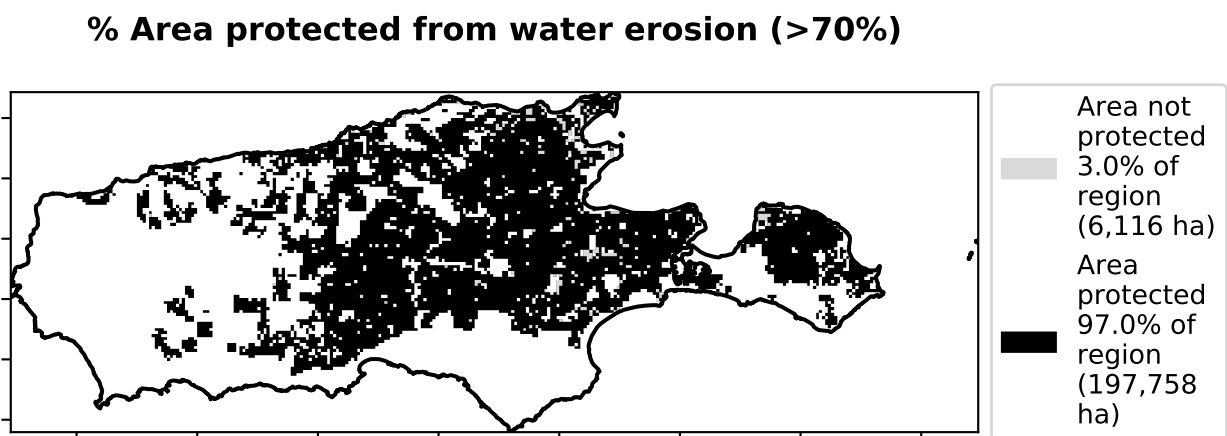 % Area protected from water erosion (>70%)
Area not
protected
3.0% of
region
(6,116 ha)
Area
protected
97.0% of
region
(197,758
ha)